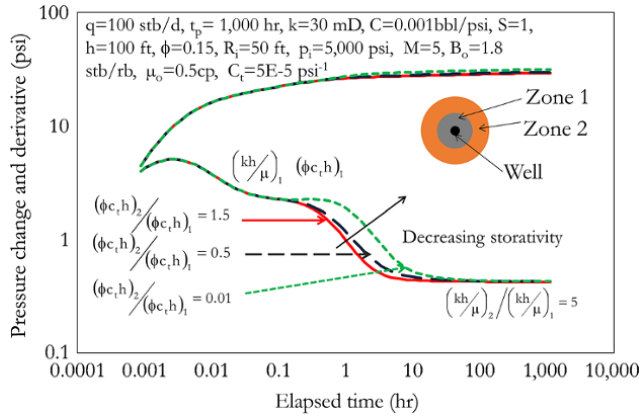 q=100 stb/d, tₚ= 1,000 hr, k=30 mD, C=0.001bbl/psi, S=1,
h=100 ft, ϕ=0.15, Rᵢ=50 ft, pᵢ=5,000 psi, M=5, Bₒ=1.8
stb/rb, μₒ=0.5cp, Cₜ=5E-5 psi⁻¹
Pressure change and derivative (psi)
100
10
1
0.1
Zone 1
Zone 2
Well
(kh/μ)₁ (ϕcₜh)₁
(ϕcₜh)₂/(ϕcₜh)₁ = 1.5
(ϕcₜh)₂/(ϕcₜh)₁ = 0.5
(ϕcₜh)₂/(ϕcₜh)₁ = 0.01
Decreasing storativity
(kh/μ)₂/(kh/μ)₁ = 5
0.0001 0.001 0.01 0.1 1 10 100 1,000
Elapsed time (hr)